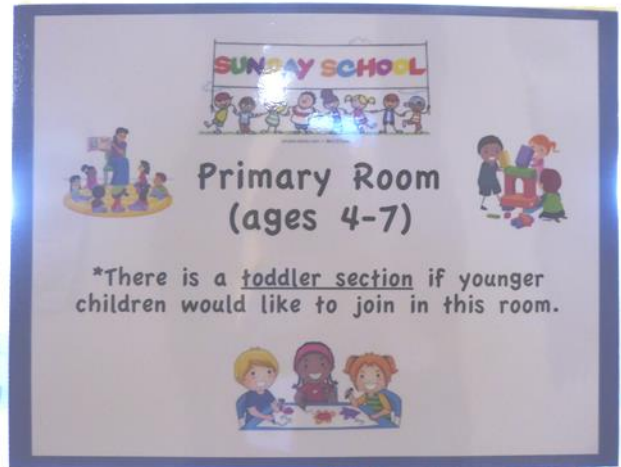 SUNDAY SCHOOL
Primary Room
(ages 4-7)
*There is a toddler section if younger
children would like to join in this room.